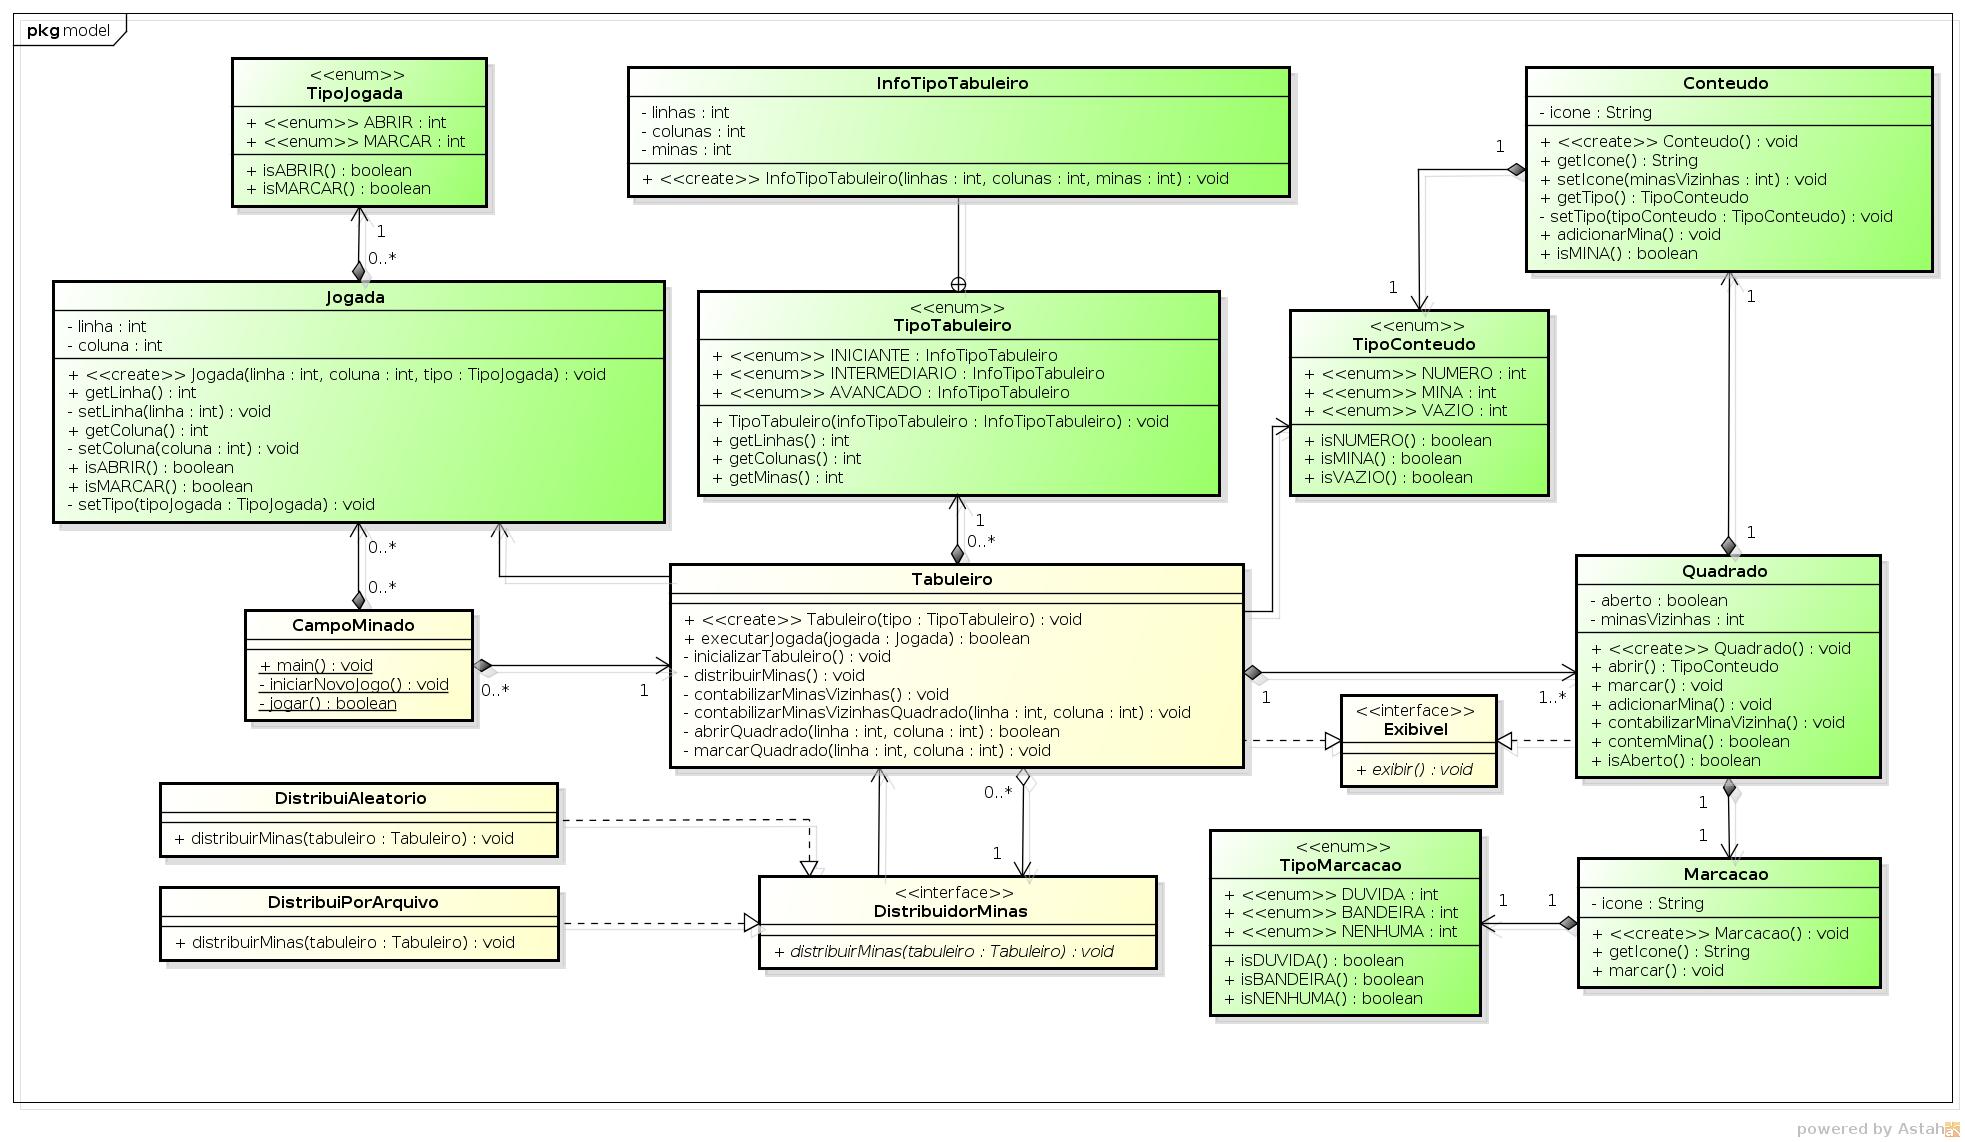 pkg model
<<enum>>
TipoJogada
+ <<enum>> ABRIR : int
+ <<enum>> MARCAR : int
+ isABRIR() : boolean
+ isMARCAR() : boolean
InfoTipoTabuleiro
- linhas : int
- colunas : int
- minas : int
+ <<create>> InfoTipoTabuleiro(linhas : int, colunas : int, minas : int) : void
Conteudo
- icone : String
+ <<create>> Conteudo() : void
+ getIcone() : String
+ setIcone(minasVizinhas : int) : void
+ getTipo() : TipoConteudo
- setTipo(tipoConteudo : TipoConteudo) : void
+ adicionarMina() : void
+ isMINA() : boolean
1
1
1
0..*
1
Jogada
- linha : int
- coluna : int
+ <<create>> Jogada(linha : int, coluna : int, tipo : TipoJogada) : void
+ getLinha() : int
- setLinha(linha : int) : void
+ getColuna() : int
- setColuna(coluna : int) : void
+ isABRIR() : boolean
+ isMARCAR() : boolean
- setTipo(tipoJogada : TipoJogada) : void
<<enum>>
TipoTabuleiro
+ <<enum>> INICIANTE : InfoTipoTabuleiro
+ <<enum>> INTERMEDIARIO : InfoTipoTabuleiro
+ <<enum>> AVANCADO : InfoTipoTabuleiro
+ TipoTabuleiro(infoTipoTabuleiro : InfoTipoTabuleiro) : void
+ getLinhas() : int
+ getColunas() : int
+ getMinas() : int
<<enum>>
TipoConteudo
+ <<enum>> NUMERO : int
+ <<enum>> MINA : int
+ <<enum>> VAZIO : int
+ isNUMERO() : boolean
+ isMINA() : boolean
+ isVAZIO() : boolean
0..*
0..*
1
0..*
1
CampoMinado
+ main() : void
- iniciarNovoJogo() : void
- jogar() : boolean
0..*
1
Tabuleiro
+ <<create>> Tabuleiro(tipo : TipoTabuleiro) : void
+ executarJogada(jogada : Jogada) : boolean
- inicializarTabuleiro() : void
- distribuirMinas() : void
- contabilizarMinasVizinhas() : void
- contabilizarMinasVizinhasQuadrado(linha : int, coluna : int) : void
- abrirQuadrado(linha : int, coluna : int) : boolean
- marcarQuadrado(linha : int, coluna : int) : void
1
1..*
Quadrado
- aberto : boolean
- minasVizinhas : int
+ <<create>> Quadrado() : void
+ abrir() : TipoConteudo
+ marcar() : void
+ adicionarMina() : void
+ contabilizarMinaVizinha() : void
+ contemMina() : boolean
+ isAberto() : boolean
<<interface>>
Exibivel
+ exibir() : void
DistribuiAleatorio
+ distribuirMinas(tabuleiro : Tabuleiro) : void
0..*
1
1
1
DistribuiPorArquivo
+ distribuirMinas(tabuleiro : Tabuleiro) : void
<<interface>>
DistribuidorMinas
+ distribuirMinas(tabuleiro : Tabuleiro) : void
<<enum>>
TipoMarcacao
+ <<enum>> DUVIDA : int
+ <<enum>> BANDEIRA : int
+ <<enum>> NENHUMA : int
+ isDUVIDA() : boolean
+ isBANDEIRA() : boolean
+ isNENHUMA() : boolean
1
1
Marcacao
- icone : String
+ <<create>> Marcacao() : void
+ getIcone() : String
+ marcar() : void
powered by Astah